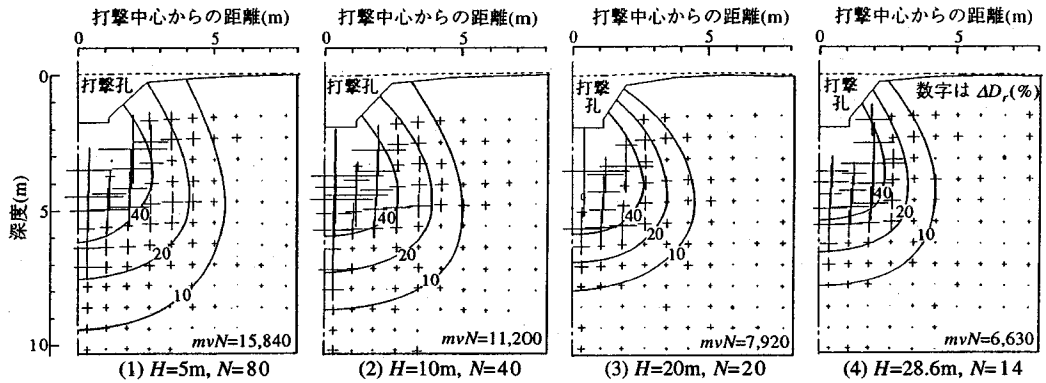 打撃中心からの距離(m)
0 5
打撃中心からの距離(m)
0 5
打撃中心からの距離(m)
0 5
打撃中心からの距離(m)
0 5
深度(m)
0
5
10
打撃孔
40
20
10
mvN=15,840
(1) H=5m, N=80
打撃孔
40
20
10
mvN=11,200
(2) H=10m, N=40
打撃
孔
40
20
10
mvN=7,920
(3) H=20m, N=20
打撃
孔
数字は ΔDr(%)
40
20
10
mvN=6,630
(4) H=28.6m, N=14